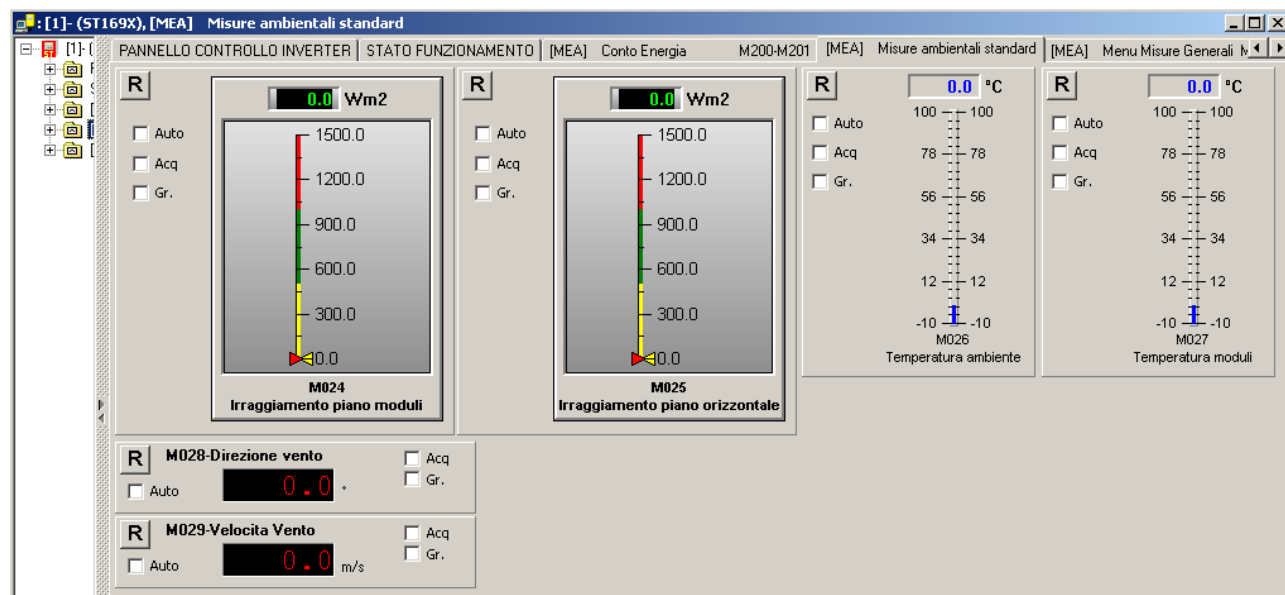 :[1]- (ST169X), [MEA] Misure ambientali standard
[1]- (
PANNELLO CONTROLLO INVERTER
STATO FUNZIONAMENTO
[MEA] Conto Energia M200-M201
[MEA] Misure ambientali standard
[MEA] Menu Misure Generali
R
Auto
Acq
Gr.
0.0 Wm2
1500.0
1200.0
900.0
600.0
300.0
0.0
M024
Irraggiamento piano moduli
R
Auto
Acq
Gr.
0.0 Wm2
1500.0
1200.0
900.0
600.0
300.0
0.0
M025
Irraggiamento piano orizzontale
R
Auto
Acq
Gr.
0.0 °C
100 100
78 78
56 56
34 34
12 12
-10 -10
M026
Temperatura ambiente
R
Auto
Acq
Gr.
0.0 °C
100 100
78 78
56 56
34 34
12 12
-10 -10
M027
Temperatura moduli
R M028-Direzione vento Acq
Auto 0.0 ° Gr.
R M029-Velocita Vento Acq
Gr.
Auto 0.0 m/s